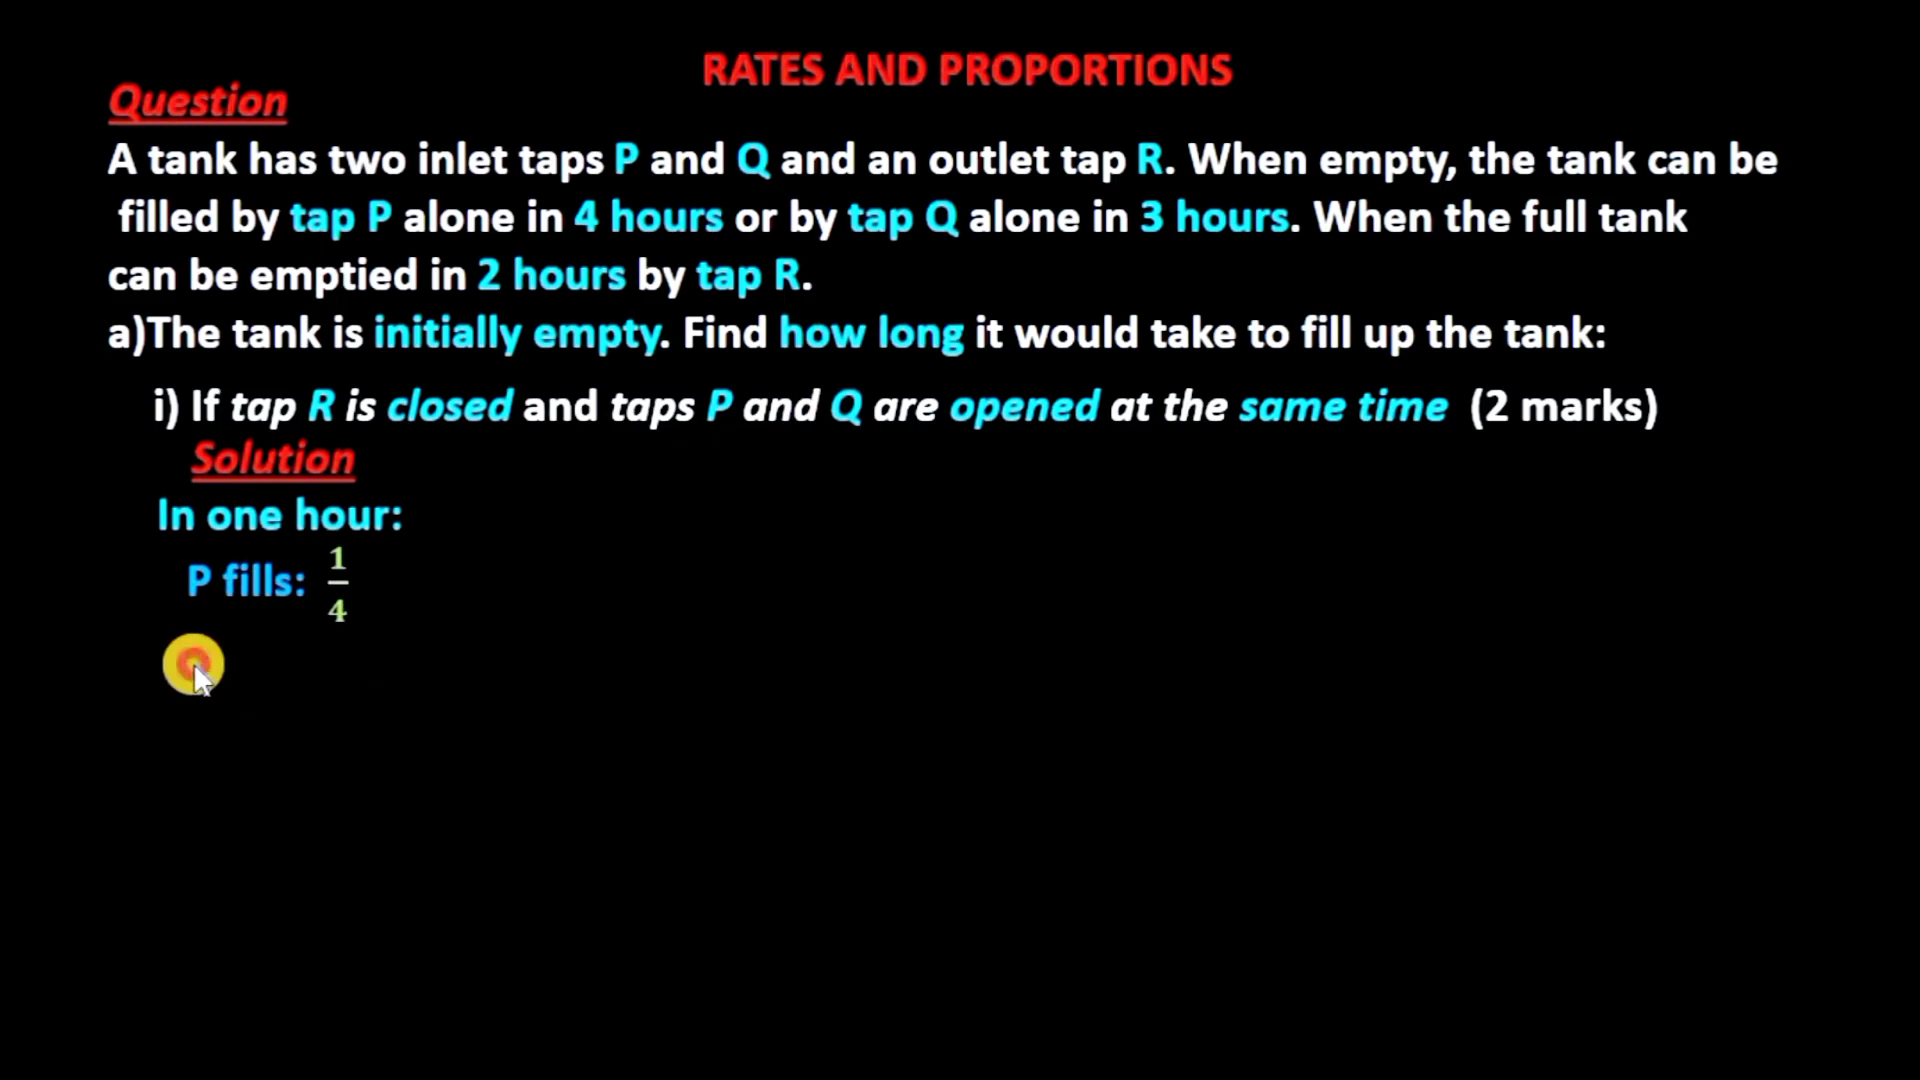 RATES AND PROPORTIONS
Question
A tank has two inlet taps P and Q and an outlet tap R. When empty, the tank can be
filled by tap P alone in 4 hours or by tap Q alone in 3 hours. When the full tank
can be emptied in 2 hours by tap R.
a)The tank is initially empty. Find how long it would take to fill up the tank:
i) If tap R is closed and taps P and Q are opened at the same time (2 marks)
Solution
In one hour:
P fills: 1/4